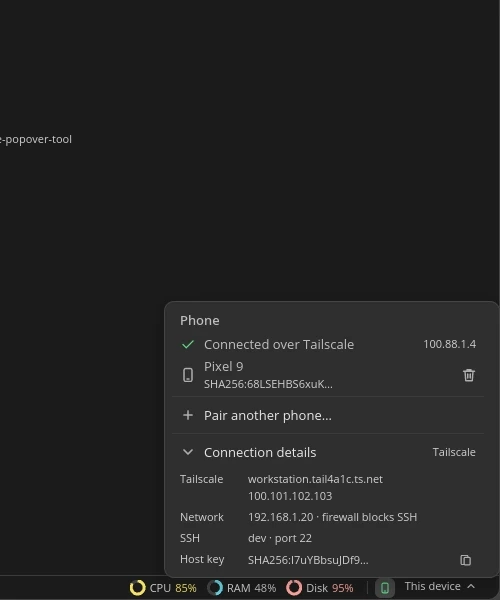 e-popover-tool
Phone
Connected over Tailscale 100.88.1.4
Pixel 9
SHA256:68LSEHBS6xuK...
Pair another phone...
Connection details Tailscale
Tailscale workstation.tail4a1c.ts.net
100.101.102.103
Network 192.168.1.20 · firewall blocks SSH
SSH dev · port 22
Host key SHA256:I7uYBbsuJDf9...
CPU 85% RAM 48% Disk 95% This device